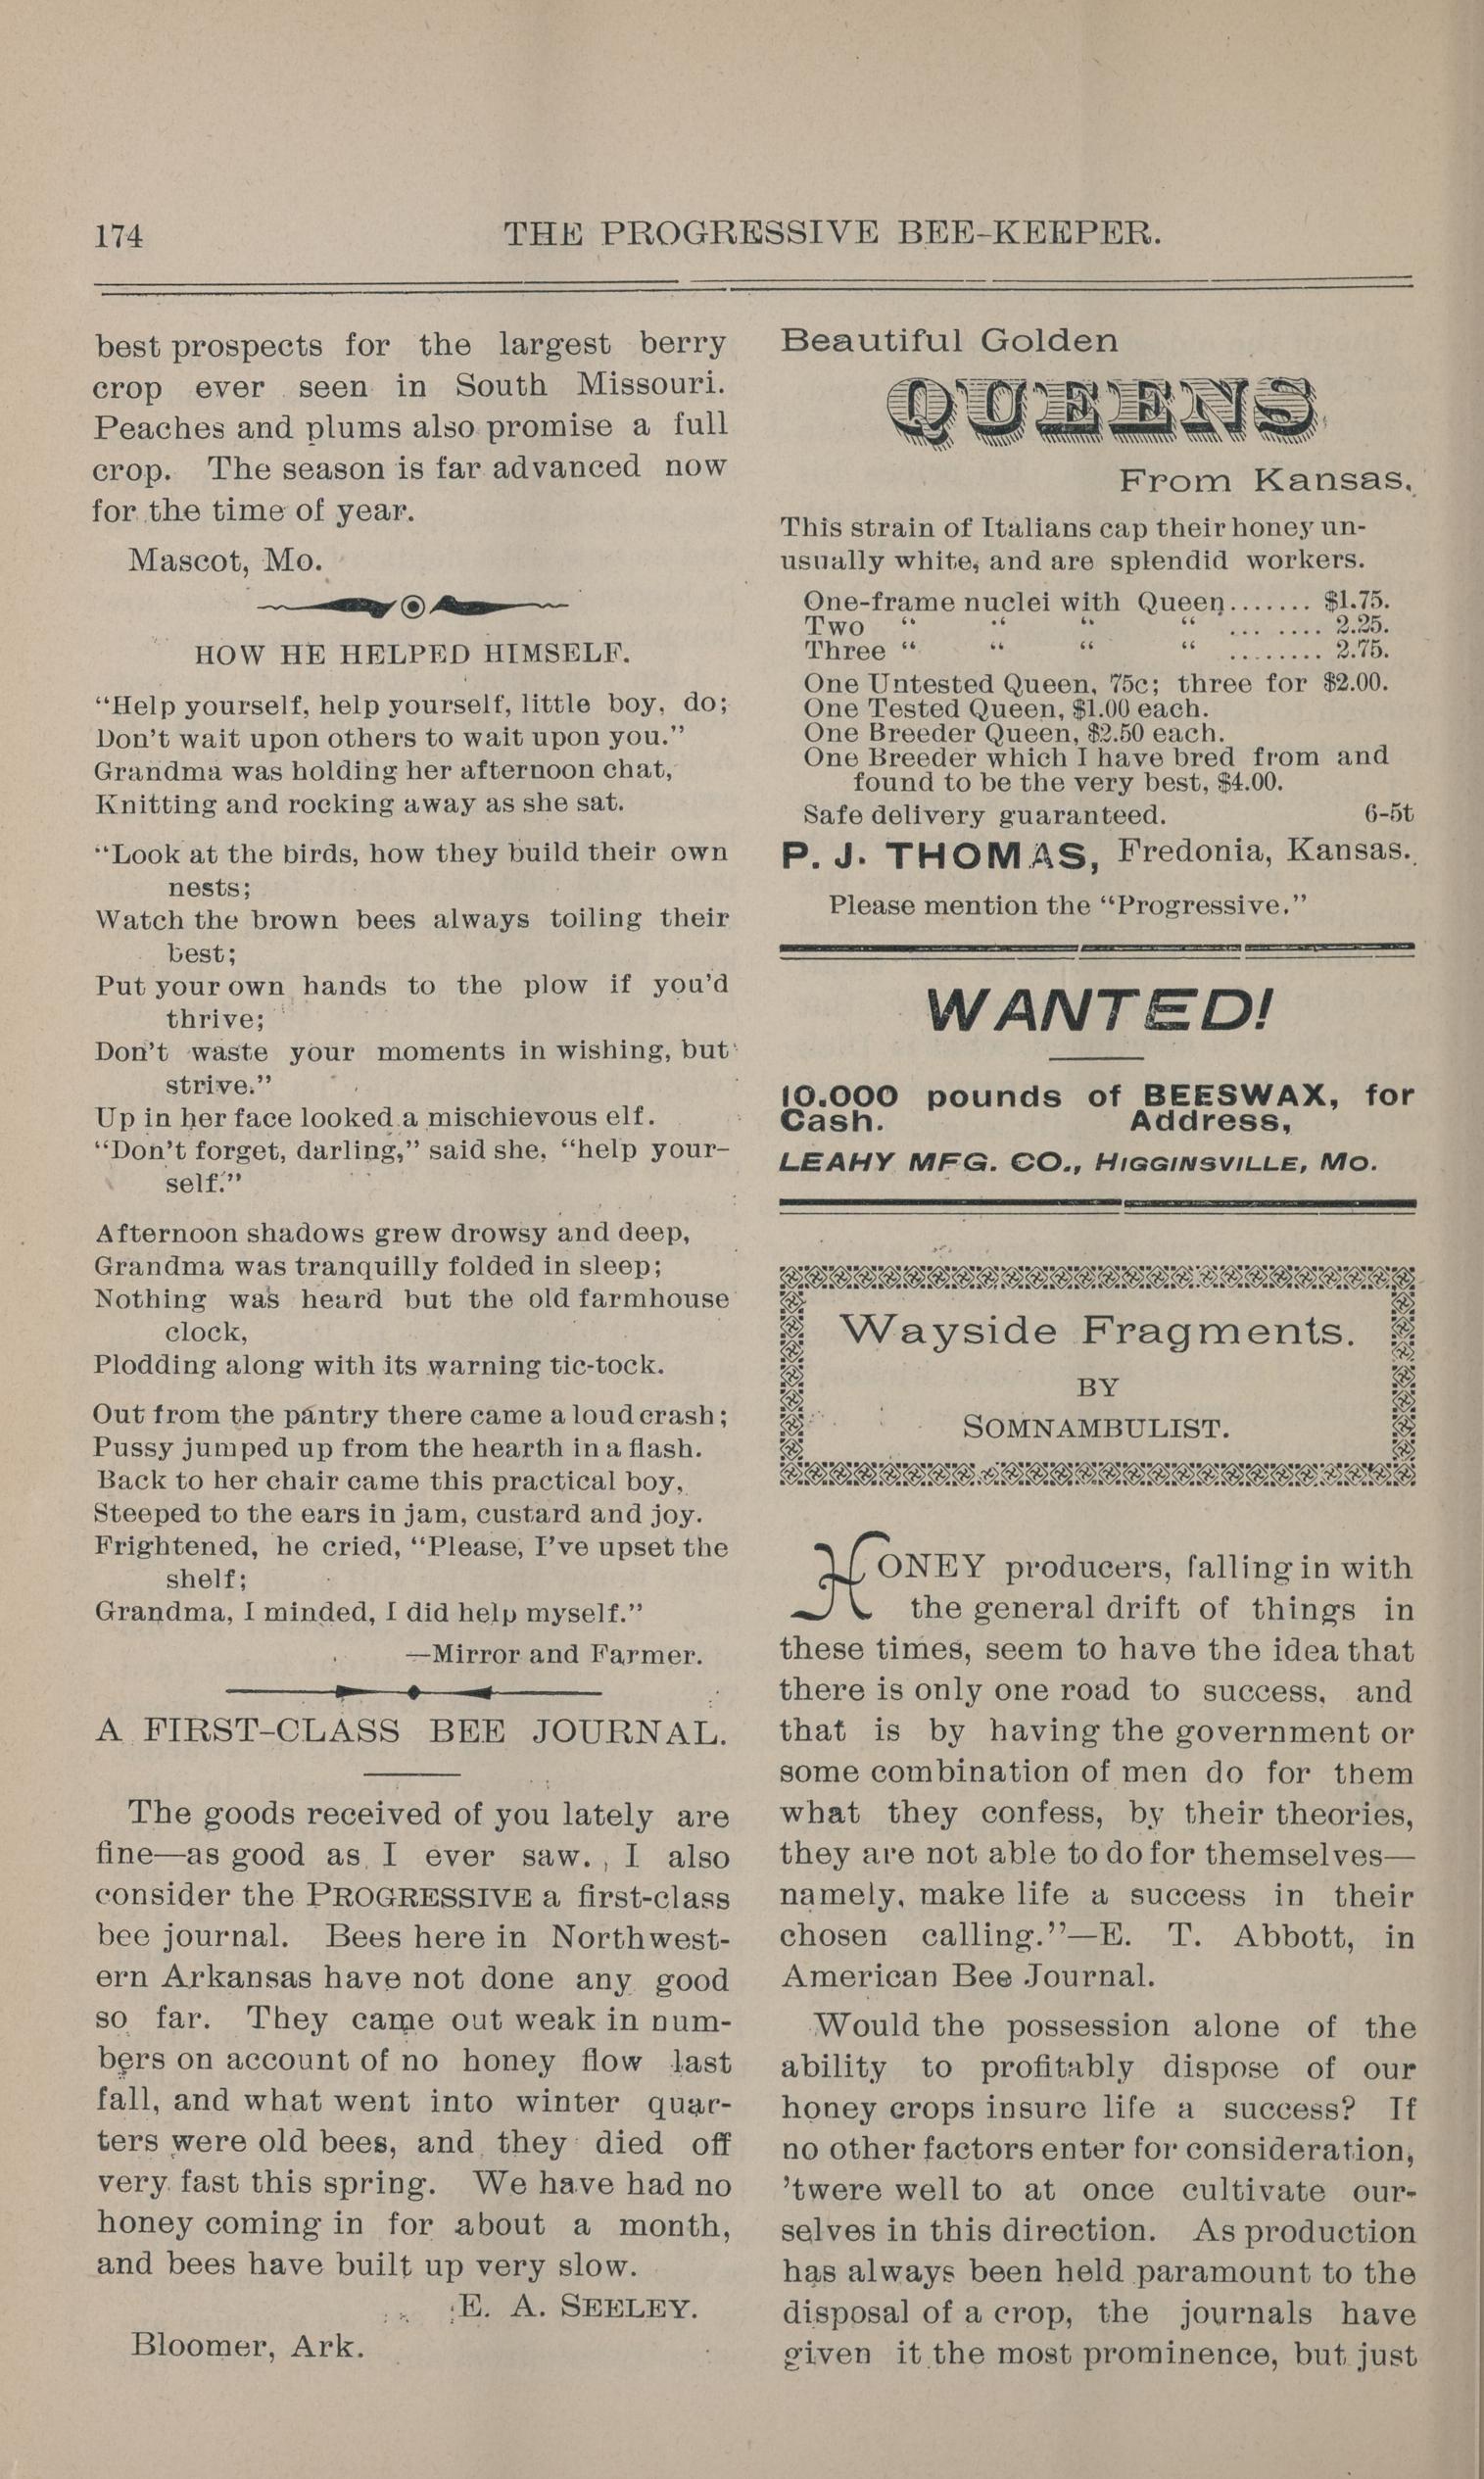 174
THE PROGRESSIVE BEE-KEEPER.
best prospects for the largest berry
crop ever seen in South Missouri.
Peaches and plums also promise a full
crop. The season is far advanced now
for the time of year.
Mascot, Mo.
HOW HE HELPED HIMSELF.
“Help yourself, help yourself, little boy, do;
Don't wait upon others to wait upon you.”
Grandma was holding her afternoon chat,
Knitting and rocking away as she sat.
“Look at the birds, how they build their own
nests;
Watch the brown bees always toiling their
best;
Put your own hands to the plow if you'd
thrive;
Don't waste your moments in wishing, but
strive.”
Up in her face looked a mischievous elf.
“Don't forget, darling,” said she, “help your-
self.”
Afternoon shadows grew drowsy and deep,
Grandma was tranquilly folded in sleep;
Nothing was heard but the old farmhouse
clock,
Plodding along with its warning tic-tock.
Out from the pantry there came a loud crash;
Pussy jumped up from the hearth in a flash.
Back to her chair came this practical boy,
Steeped to the ears in jam, custard and joy.
Frightened, he cried, “Please, I've upset the
shelf;
Grandma, I minded, I did help myself.”
—Mirror and Farmer.
A FIRST-CLASS BEE JOURNAL.
The goods received of you lately are
fine—as good as I ever saw. I also
consider the PROGRESSIVE a first-class
bee journal. Bees here in Northwest-
ern Arkansas have not done any good
so far. They came out weak in num-
bers on account of no honey flow last
fall, and what went into winter quar-
ters were old bees, and they died off
very fast this spring. We have had no
honey coming in for about a month,
and bees have built up very slow.
E. A. SEELEY.
Bloomer, Ark.
Beautiful Golden
QUEENS
From Kansas.
This strain of Italians cap their honey un-
usually white, and are splendid workers.
One-frame nuclei with Queen....... $1.75.
Two “ “ “ “ ... .... 2.25.
Three “ “ “ “ ........ 2.75.
One Untested Queen, 75c; three for $2.00.
One Tested Queen, $1.00 each.
One Breeder Queen, $2.50 each.
One Breeder which I have bred from and
found to be the very best, $4.00.
Safe delivery guaranteed. 6-5t
P. J. THOMAS, Fredonia, Kansas.
Please mention the “Progressive.”
WANTED!
10.000 pounds of BEESWAX, for
Cash. Address,
LEAHY MFG. CO., HIGGINSVILLE, MO.
Wayside Fragments.
BY
SOMNAMBULIST.
HONEY producers, falling in with
the general drift of things in
these times, seem to have the idea that
there is only one road to success, and
that is by having the government or
some combination of men do for them
what they confess, by their theories,
they are not able to do for themselves—
namely, make life a success in their
chosen calling.”—E. T. Abbott, in
American Bee Journal.
Would the possession alone of the
ability to profitably dispose of our
honey crops insure life a success? If
no other factors enter for consideration,
'twere well to at once cultivate our-
selves in this direction. As production
has always been held paramount to the
disposal of a crop, the journals have
given it the most prominence, but just